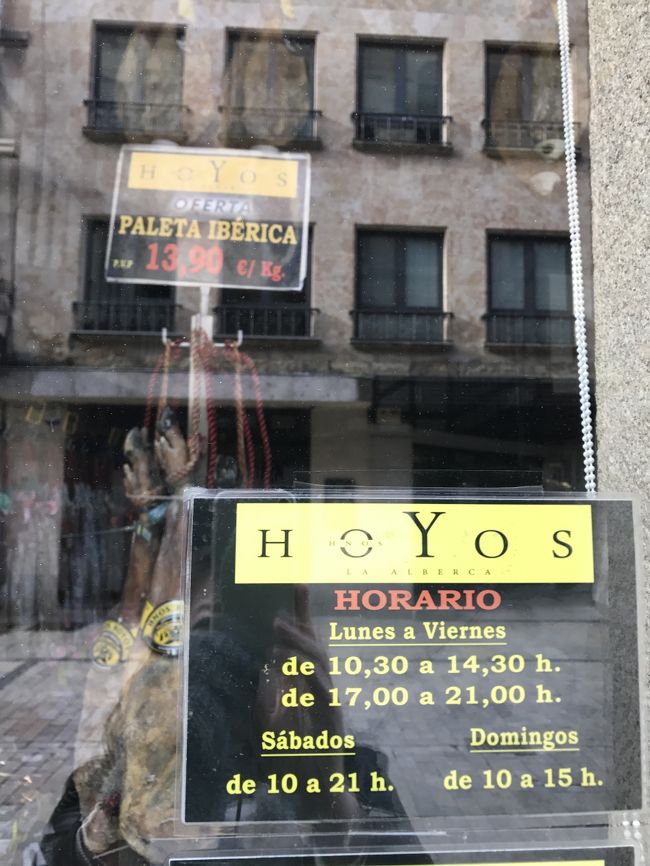 HOYOS
OFERTA
PALETA IBÉRICA
P.V.P 13,90 €/ Kg.
HOYOS
HNOS
LA ALBERCA
HORARIO
Lunes a Viernes
de 10,30 a 14,30 h.
de 17,00 a 21,00 h.
Sábados Domingos
de 10 a 21 h. de 10 a 15 h.